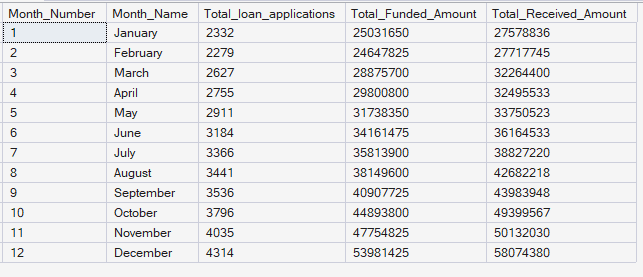 Month_Number Month_Name Total_loan_applications Total_Funded_Amount Total_Received_Amount
1 January 2332 25031650 27578836
2 February 2279 24647825 27717745
3 March 2627 28875700 32264400
4 April 2755 29800800 32495533
5 May 2911 31738350 33750523
6 June 3184 34161475 36164533
7 July 3366 35813900 38827220
8 August 3441 38149600 42682218
9 September 3536 40907725 43983948
10 October 3796 44893800 49399567
11 November 4035 47754825 50132030
12 December 4314 53981425 58074380